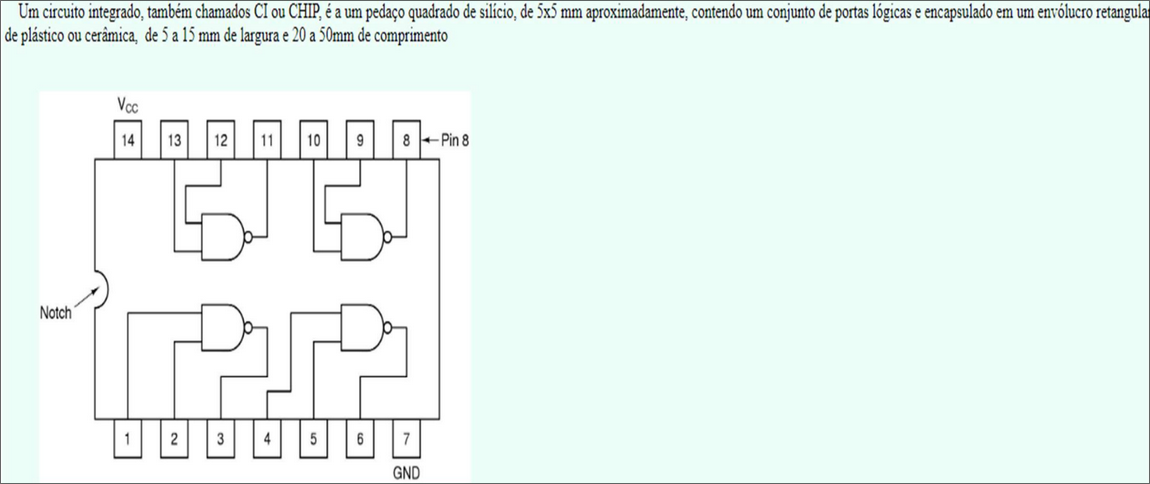 Um circuito integrado, também chamados CI ou CHIP, é a um pedaço quadrado de silício, de 5x5 mm aproximadamente, contendo um conjunto de portas lógicas e encapsulado em um envólucro retangular
de plástico ou cerâmica, de 5 a 15 mm de largura e 20 a 50mm de comprimento
VCC
14 13 12 11 10 9 8 Pin 8
Notch
1 2 3 4 5 6 7
GND